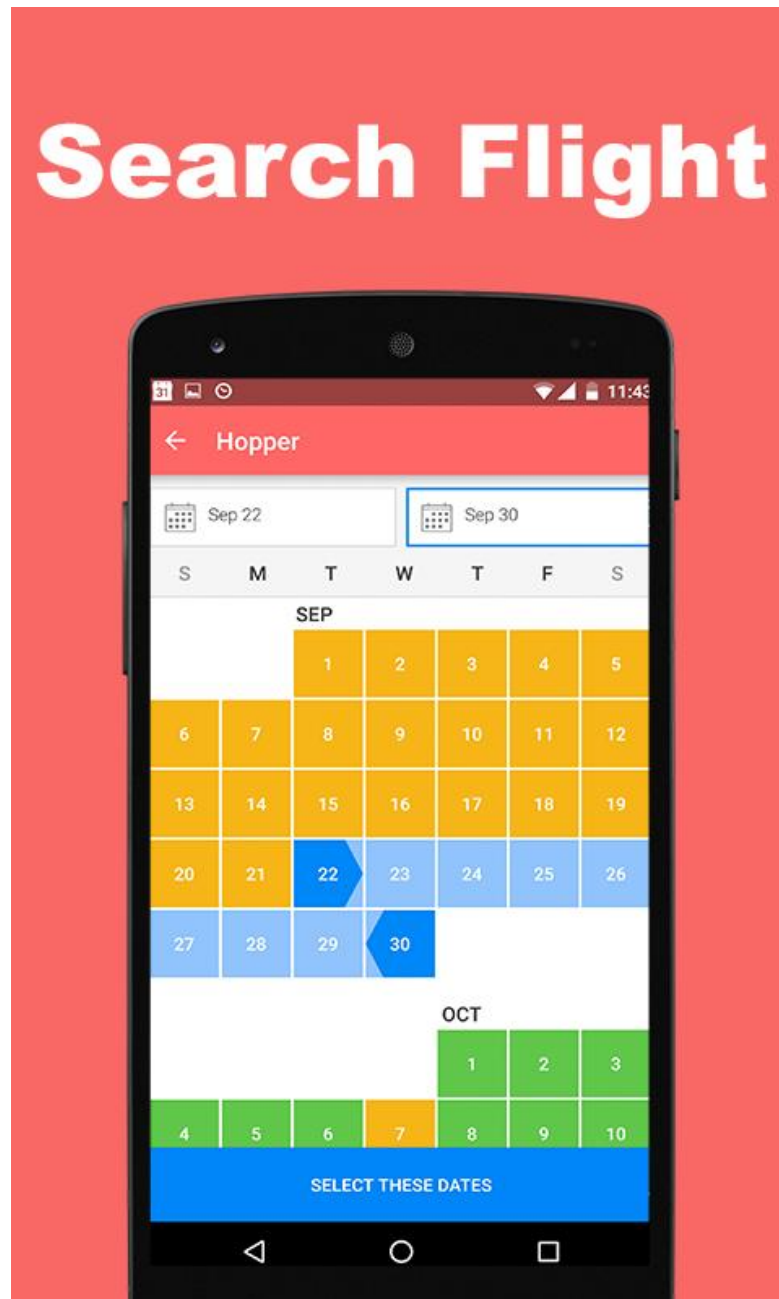 Search Flight
31 11:43
Hopper
Sep 22 Sep 30
S M T W T F S
SEP
1 2 3 4 5
6 7 8 9 10 11 12
13 14 15 16 17 18 19
20 21 22 23 24 25 26
27 28 29 30
OCT
1 2 3
4 5 6 7 8 9 10
SELECT THESE DATES